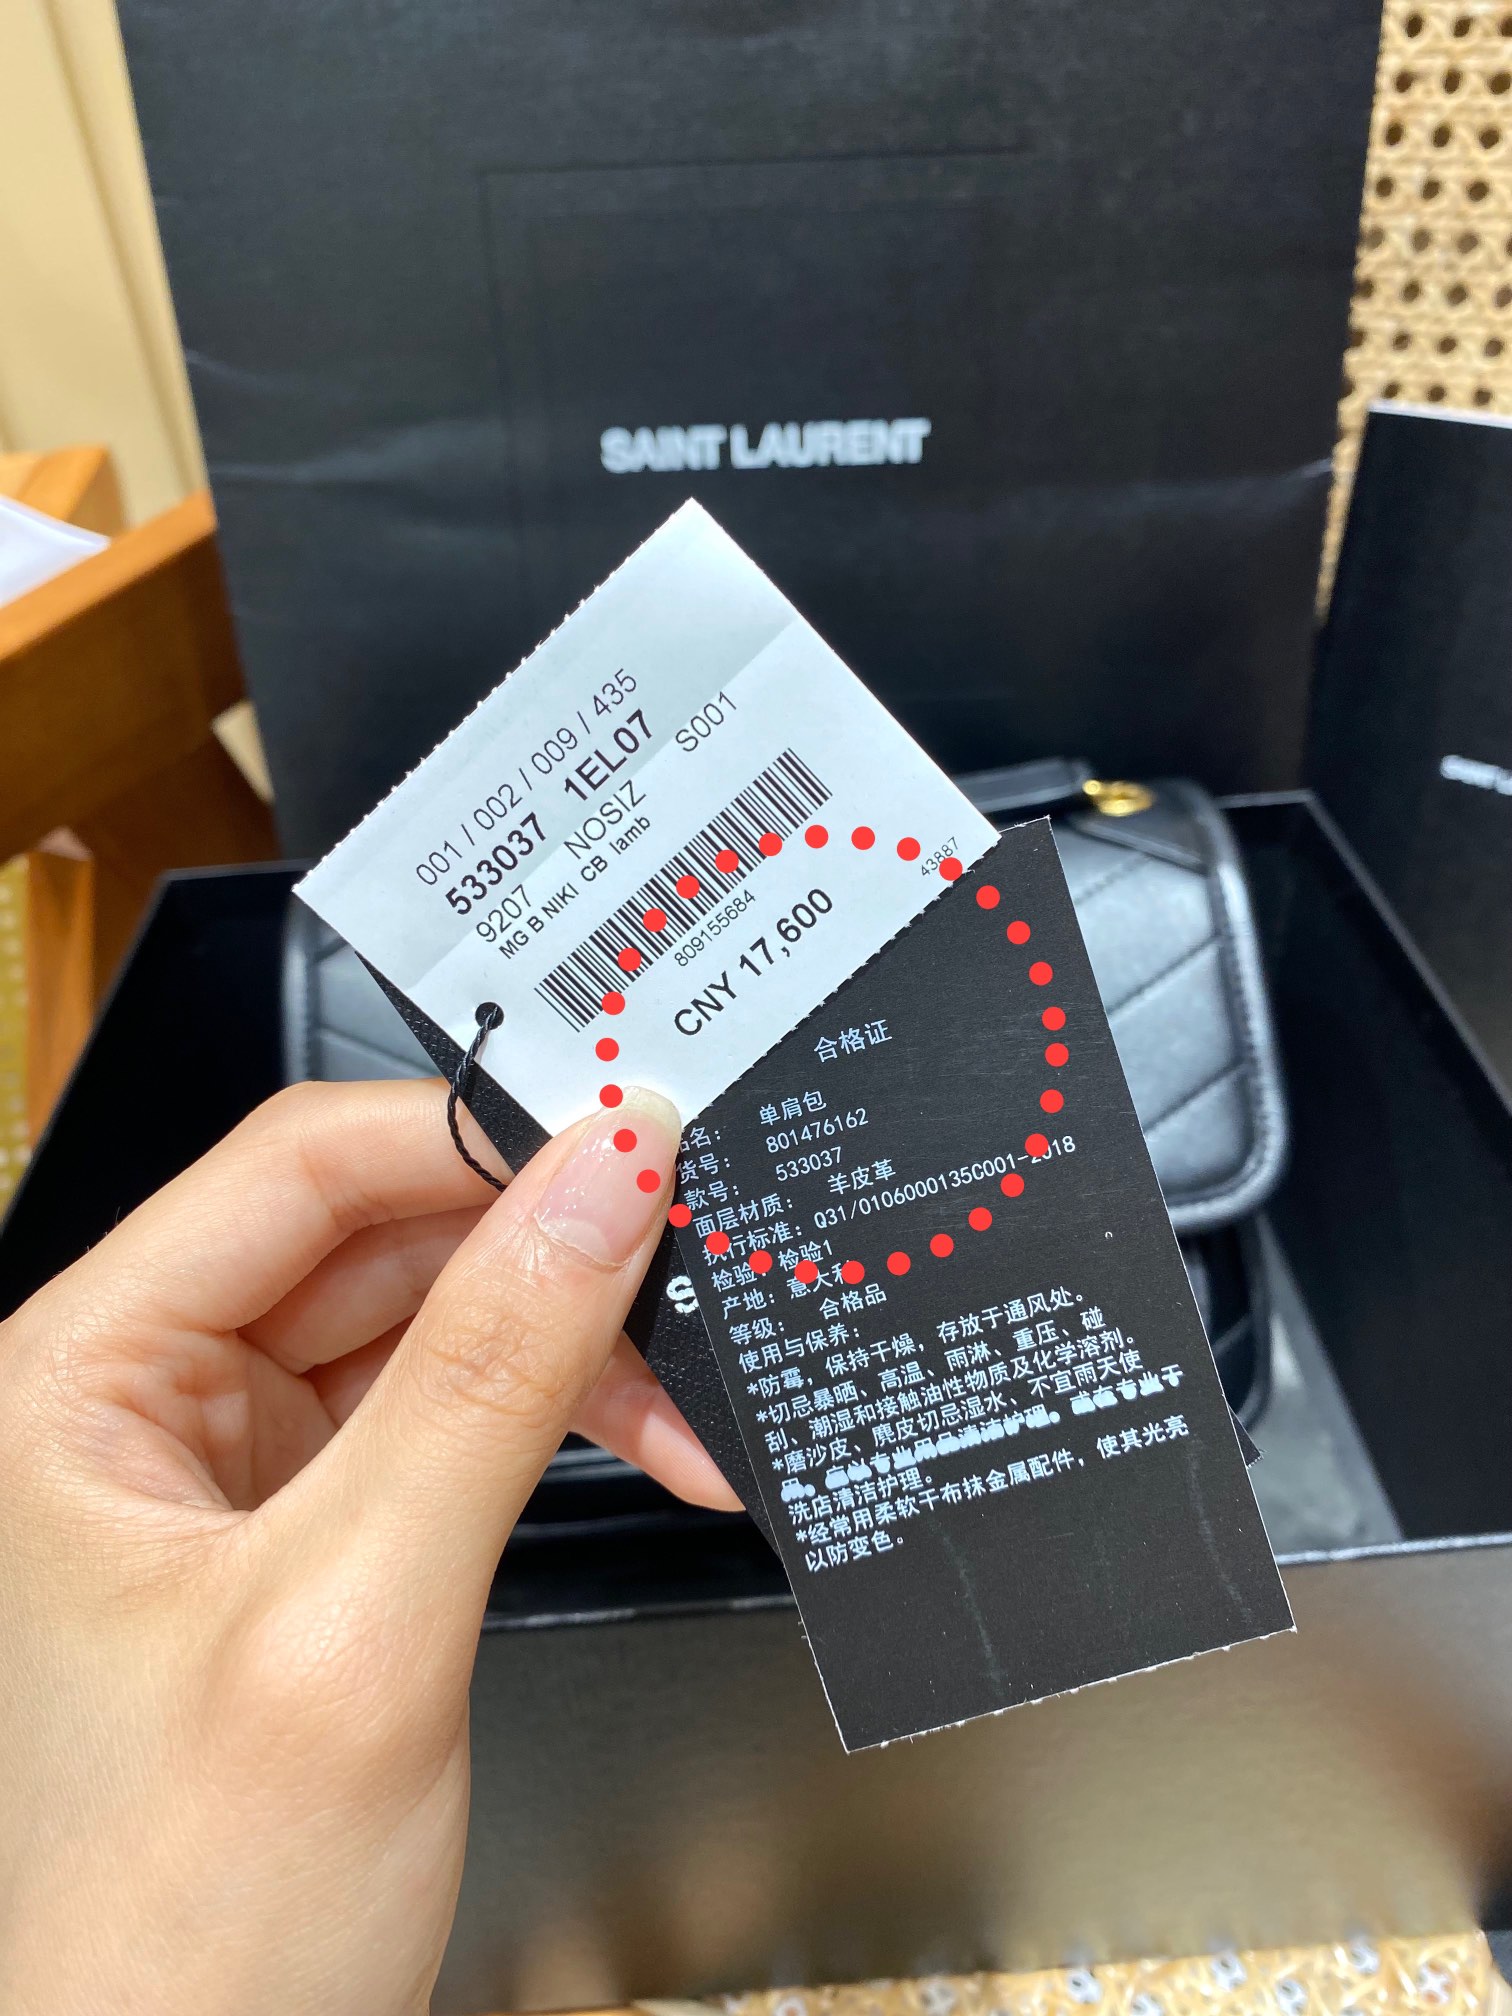 SAINT LAURENT
001 / 002 / 009 / 435
533037 1EL07
9207 NOSIZ S001
MG B NIKI CB lamb
809155684
43887
CNY 17,600
合格证
名： 单肩包
货号： 801476162
款号： 533037
面层材质： 羊皮革
执行标准： Q31/0106000135C001-2018
检验： 检验1
产地： 意大利
等级： 合格品
使用与保养：
*防霉，保持干燥，存放于通风处。
*切忌暴晒、高温、雨淋、重压、碰
刮、潮湿和接触油性物质及化学溶剂。
*磨沙皮、麂皮切忌湿水、不宜雨天使
洗店清洁护理。
*经常用柔软干布抹金属配件，使其光亮
以防变色。